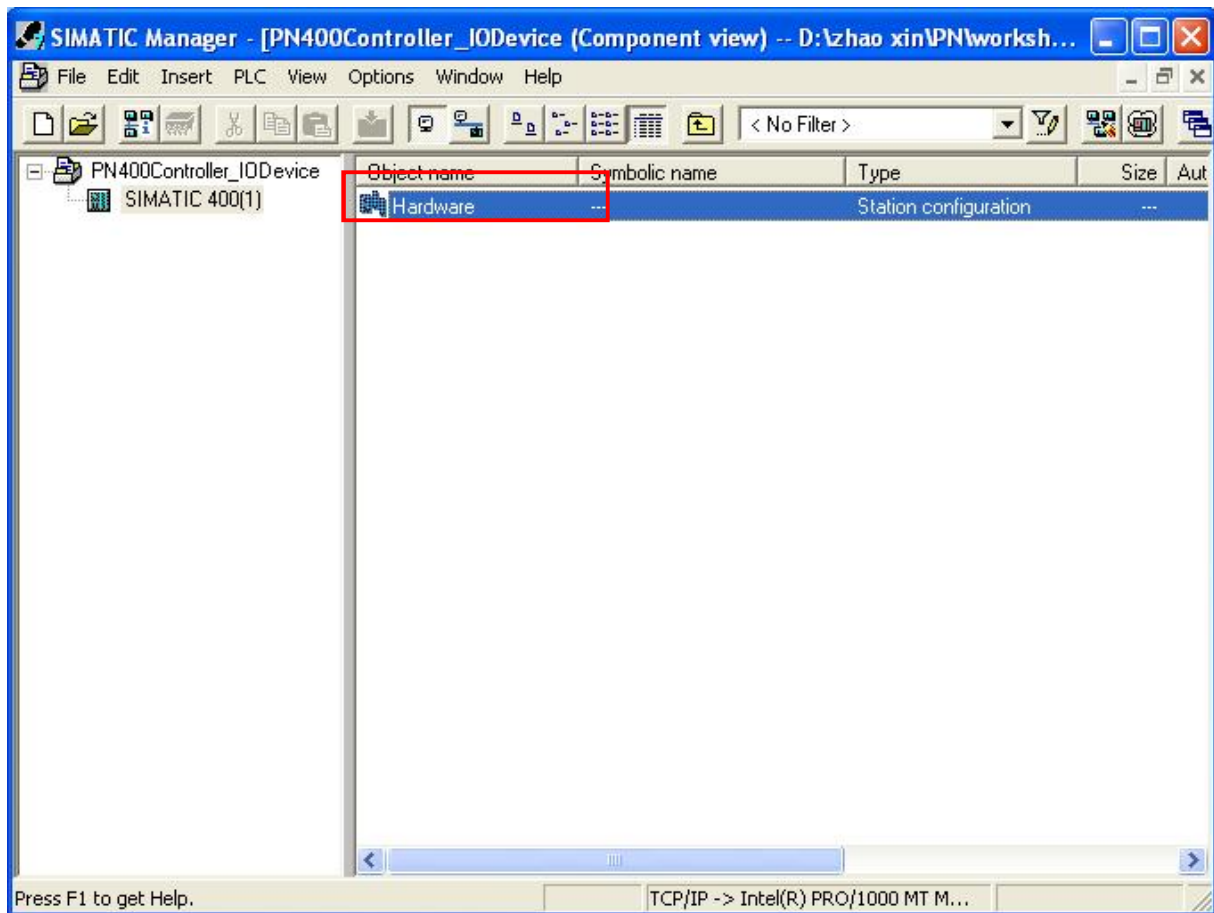 SIMATIC Manager - [PN400Controller_IODevice (Component view) -- D:\zhao xin\PN\worksh...
File Edit Insert PLC View Options Window Help
< No Filter >
PN400Controller_IODevice
SIMATIC 400(1)
Object name Symbolic name Type Size Aut
Hardware --- Station configuration ---
Press F1 to get Help. TCP/IP -> Intel(R) PRO/1000 MT M...